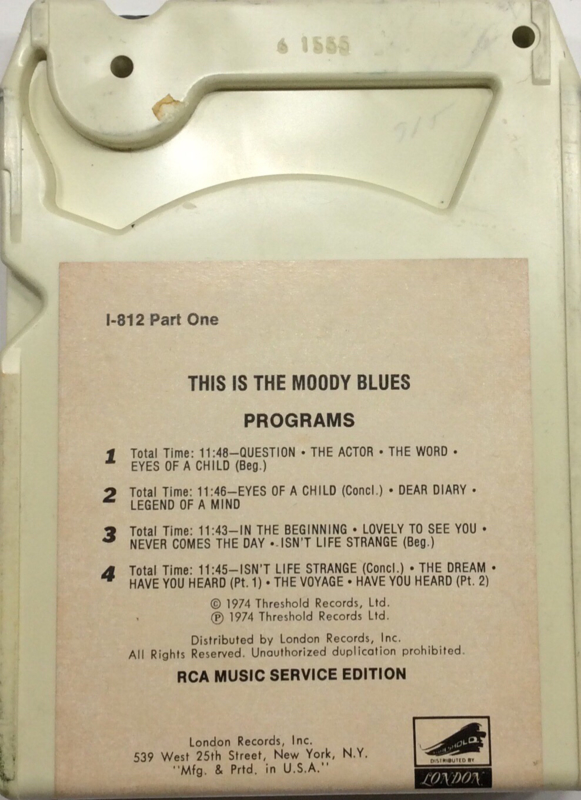 6 1555
915
I-812 Part One
THIS IS THE MOODY BLUES
PROGRAMS
1 Total Time: 11:48—QUESTION • THE ACTOR • THE WORD •
EYES OF A CHILD (Beg.)
2 Total Time: 11:46—EYES OF A CHILD (Concl.) • DEAR DIARY •
LEGEND OF A MIND
3 Total Time: 11:43—IN THE BEGINNING • LOVELY TO SEE YOU •
NEVER COMES THE DAY • ISN'T LIFE STRANGE (Beg.)
4 Total Time: 11:45—ISN'T LIFE STRANGE (Concl.) • THE DREAM •
HAVE YOU HEARD (Pt. 1) • THE VOYAGE • HAVE YOU HEARD (Pt. 2)
© 1974 Threshold Records, Ltd.
℗ 1974 Threshold Records, Ltd.
Distributed by London Records, Inc.
All Rights Reserved. Unauthorized duplication prohibited.
RCA MUSIC SERVICE EDITION
London Records, Inc.
539 West 25th Street, New York, N.Y.
"Mfg. & Prtd. in U.S.A."
THRESHOLD
DISTRIBUTED BY
LONDON